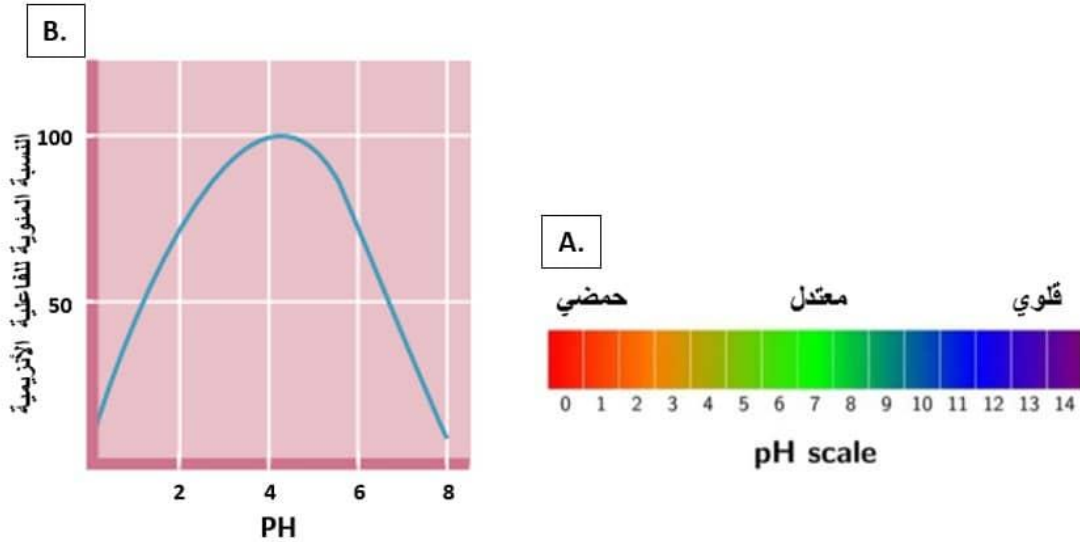 B.
النسبة المئوية للفاعلية الأنزيمية
100
50
2 4 6 8
PH
A.
حمضي معتدل قلوي
0 1 2 3 4 5 6 7 8 9 10 11 12 13 14
pH scale